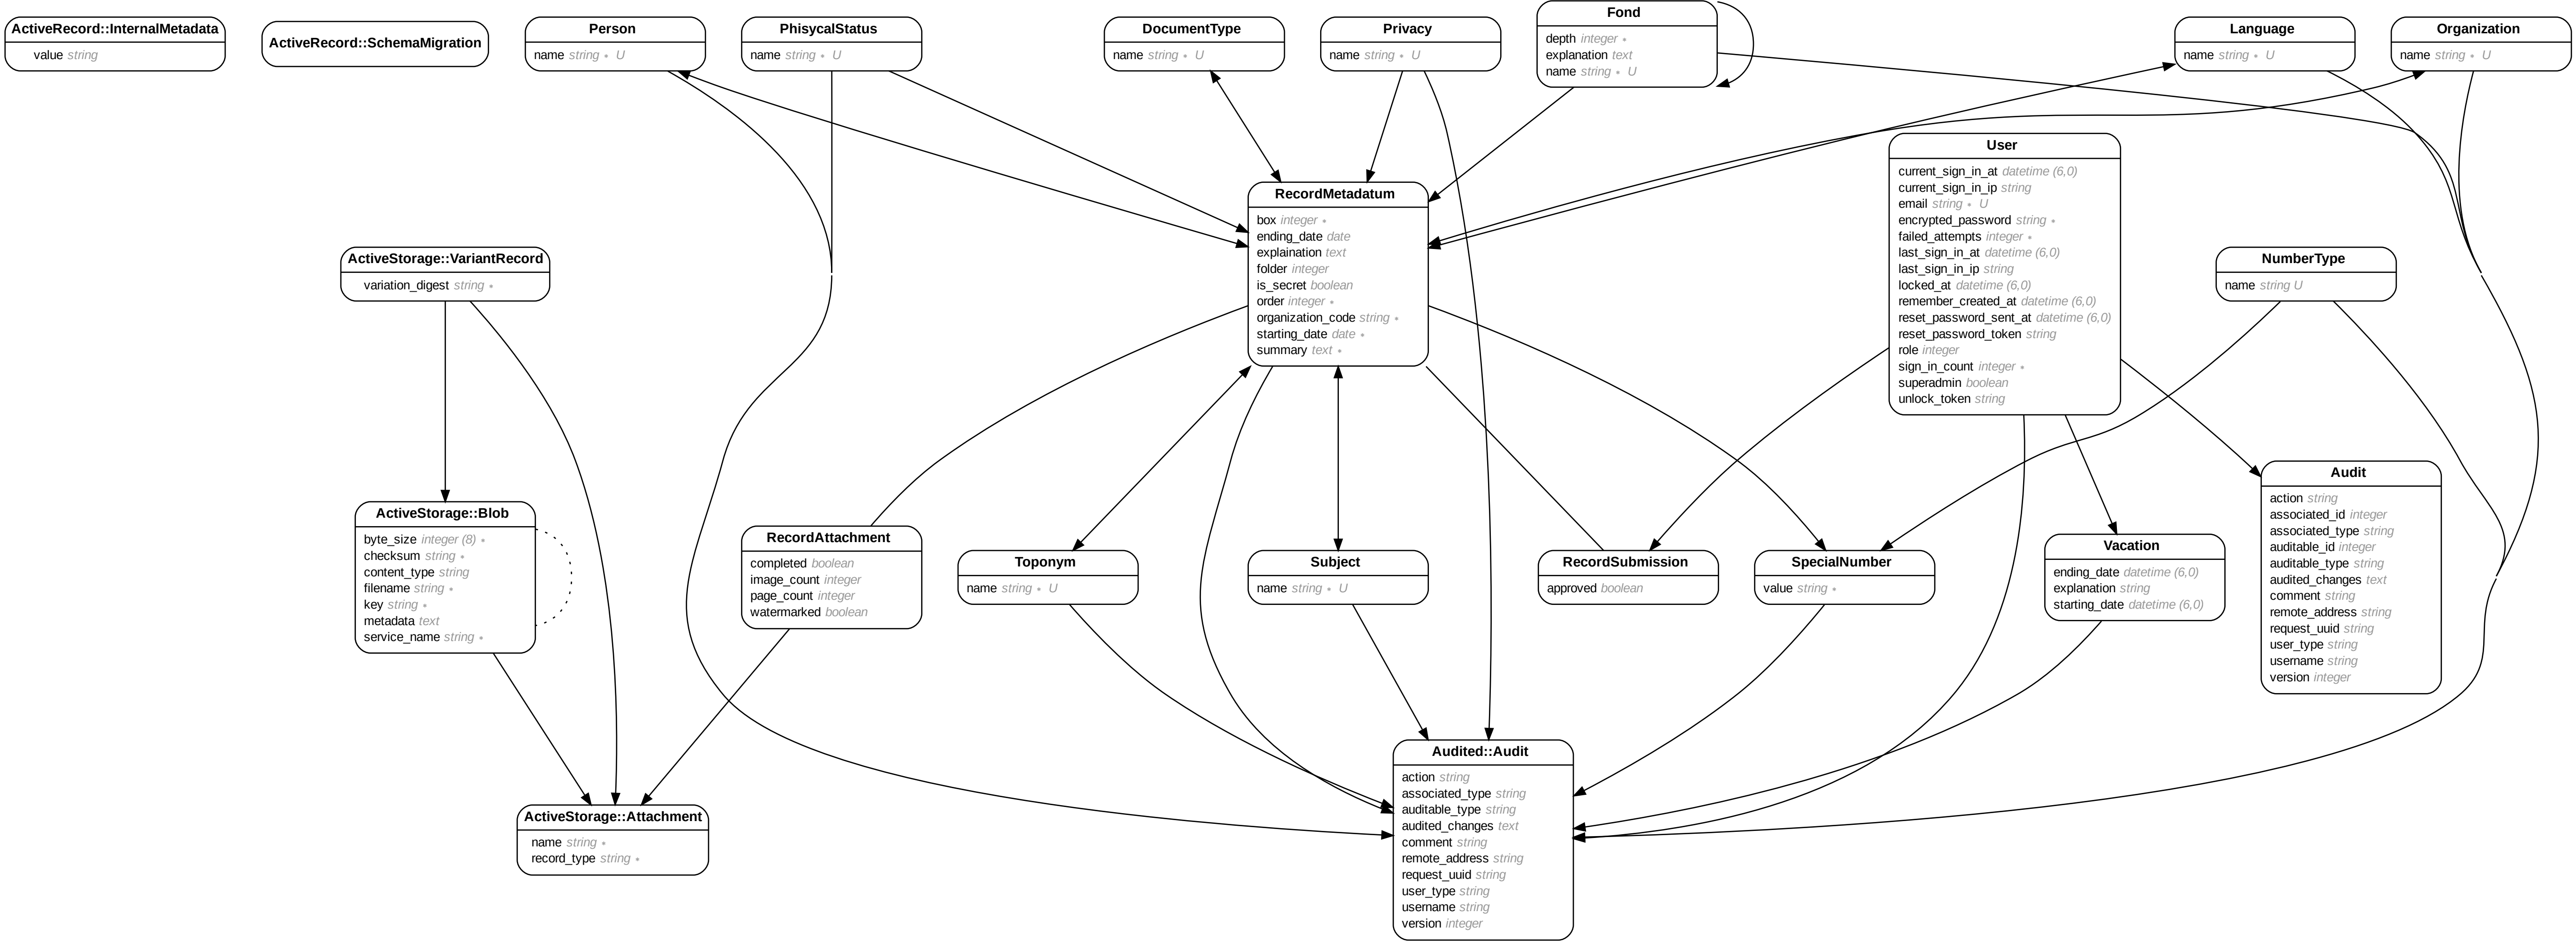 ActiveRecord::InternalMetadata
value string
ActiveRecord::SchemaMigration
Person
name string ∗ U
PhisycalStatus
name string ∗ U
DocumentType
name string ∗ U
Privacy
name string ∗ U
Fond
depth integer ∗
explanation text
name string ∗ U
Language
name string ∗ U
Organization
name string ∗ U
RecordMetadatum
box integer ∗
ending_date date
explaination text
folder integer
is_secret boolean
order integer ∗
organization_code string ∗
starting_date date ∗
summary text ∗
User
current_sign_in_at datetime (6,0)
current_sign_in_ip string
email string ∗ U
encrypted_password string ∗
failed_attempts integer ∗
last_sign_in_at datetime (6,0)
last_sign_in_ip string
locked_at datetime (6,0)
remember_created_at datetime (6,0)
reset_password_sent_at datetime (6,0)
reset_password_token string
role integer
sign_in_count integer ∗
superadmin boolean
unlock_token string
ActiveStorage::VariantRecord
variation_digest string ∗
NumberType
name string U
ActiveStorage::Blob
byte_size integer (8) ∗
checksum string ∗
content_type string
filename string ∗
key string ∗
metadata text
service_name string ∗
RecordAttachment
completed boolean
image_count integer
page_count integer
watermarked boolean
Toponym
name string ∗ U
Subject
name string ∗ U
RecordSubmission
approved boolean
SpecialNumber
value string ∗
Vacation
ending_date datetime (6,0)
explanation string
starting_date datetime (6,0)
Audit
action string
associated_id integer
associated_type string
auditable_id integer
auditable_type string
audited_changes text
comment string
remote_address string
request_uuid string
user_type string
username string
version integer
ActiveStorage::Attachment
name string ∗
record_type string ∗
Audited::Audit
action string
associated_type string
auditable_type string
audited_changes text
comment string
remote_address string
request_uuid string
user_type string
username string
version integer